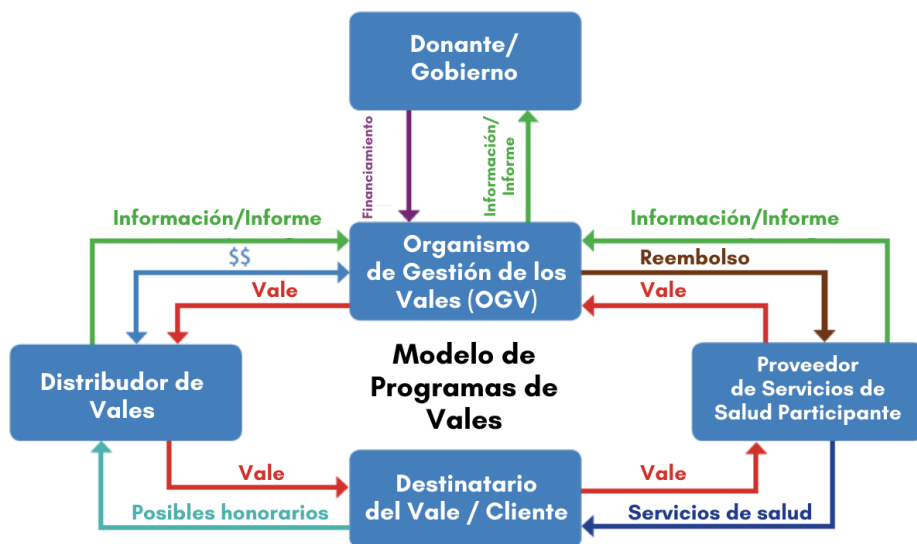 Donante/
Gobierno
Financiamiento
Información/
Informe
Información/Informe
Información/Informe
$$
Organismo
de Gestión de los
Vales (OGV)
Reembolso
Vale
Vale
Distribudor de
Vales
Modelo de
Programas de
Vales
Proveedor
de Servicios de
Salud Participante
Vale
Destinatario
del Vale / Cliente
Vale
Posibles honorarios
Servicios de salud